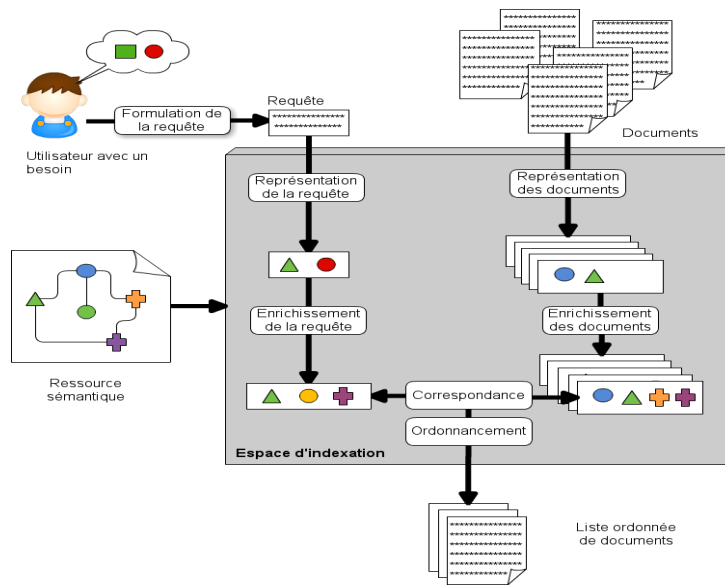 Formulation de
la requête
Requête
Utilisateur avec un
besoin
Documents
Représentation
de la requête
Représentation
des documents
Enrichissement
de la requête
Enrichissement
des documents
Ressource
sémantique
Correspondance
Ordonnancement
Espace d'indexation
Liste ordonnée
de documents